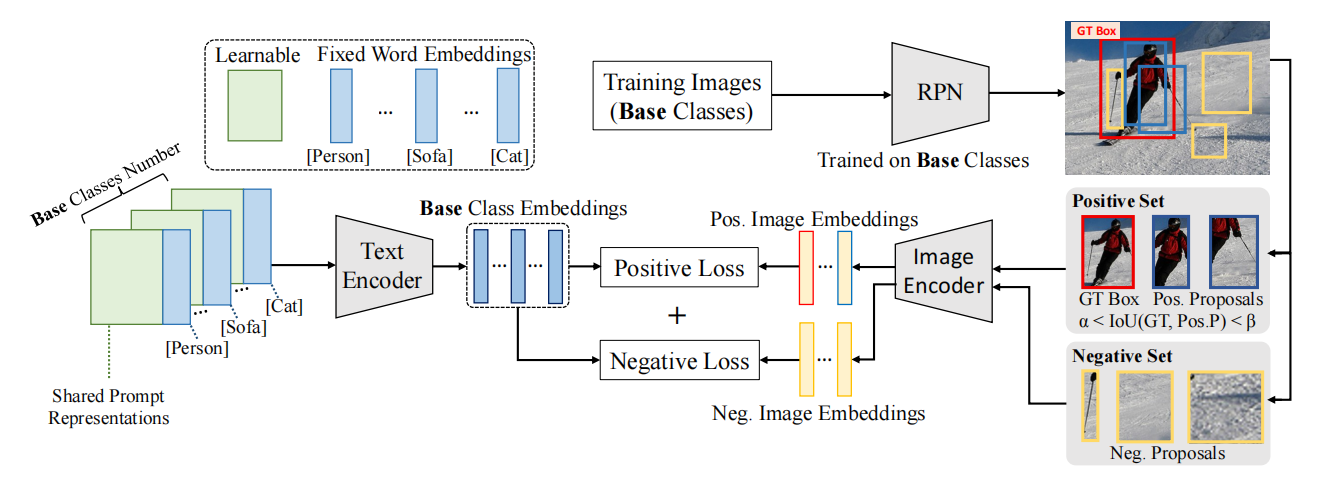 Learnable
Fixed Word Embeddings
...
...
[Person]
[Sofa]
[Cat]
Training Images
(Base Classes)
RPN
Trained on Base Classes
GT Box
Base Classes Number
...
...
[Cat]
[Sofa]
[Person]
Shared Prompt
Representations
Text
Encoder
Base Class Embeddings
...
...
Positive Loss
+
Negative Loss
Pos. Image Embeddings
...
...
Neg. Image Embeddings
Image
Encoder
Positive Set
GT Box
Pos. Proposals
α < IoU(GT, Pos.P) < β
Negative Set
Neg. Proposals